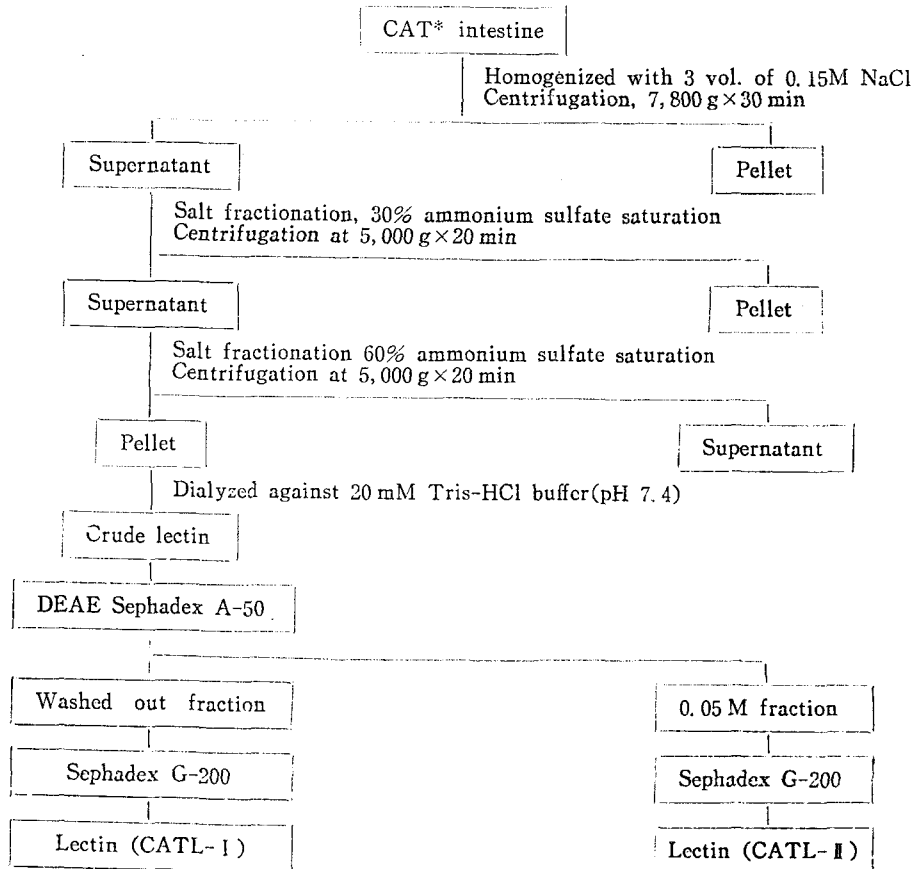 CAT* intestine
Homogenized with 3 vol. of 0.15M NaCl
Centrifugation, 7,800 g×30 min
Supernatant
Pellet
Salt fractionation, 30% ammonium sulfate saturation
Centrifugation at 5,000 g×20 min
Supernatant
Pellet
Salt fractionation 60% ammonium sulfate saturation
Centrifugation at 5,000 g×20 min
Pellet
Supernatant
Dialyzed against 20 mM Tris-HCl buffer(pH 7.4)
Crude lectin
DEAE Sephadex A-50
Washed out fraction
0.05 M fraction
Sephadex G-200
Sephadex G-200
Lectin (CATL-Ⅰ)
Lectin (CATL-Ⅱ)